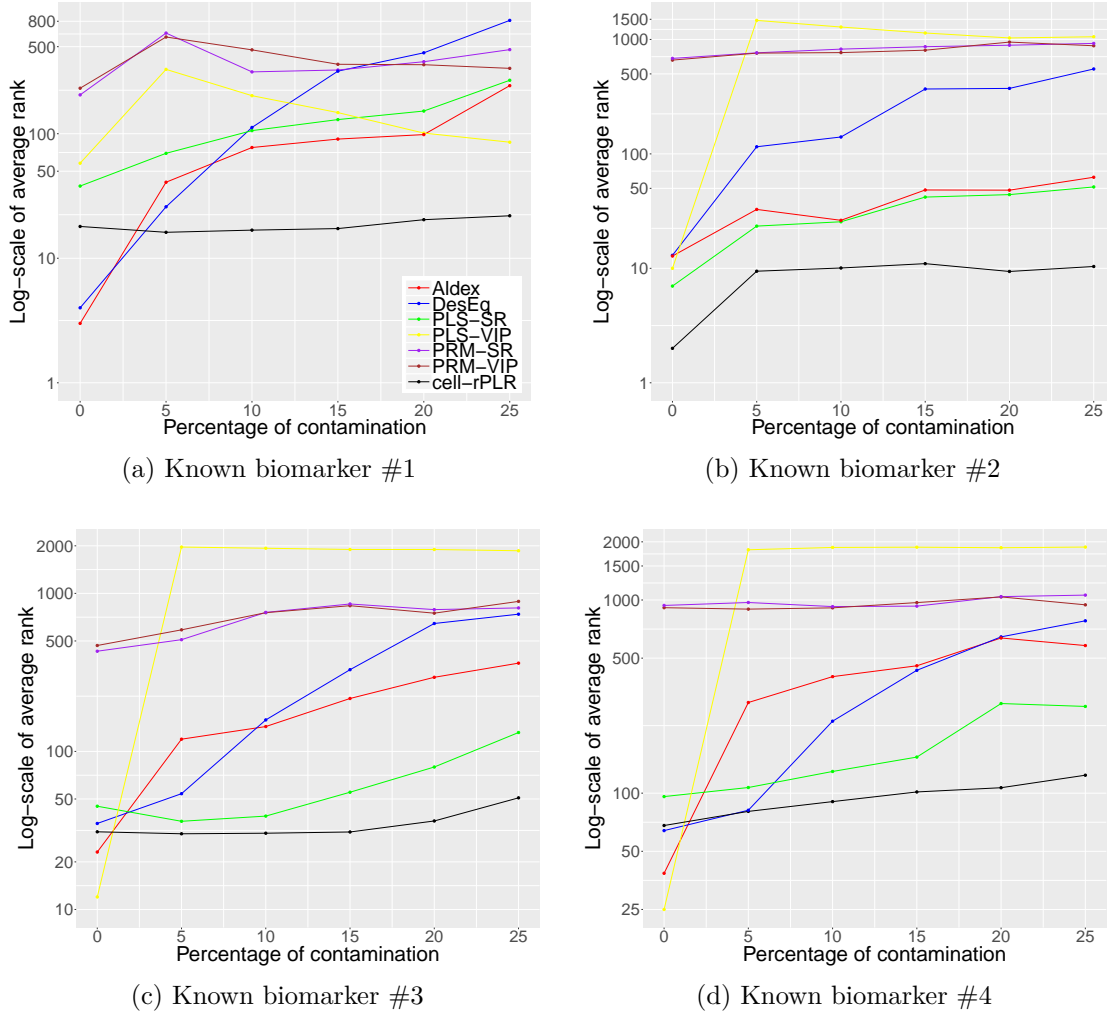 800
500
100
50
10
1
Log−scale of average rank
Aldex
DesEq
PLS−SR
PLS−VIP
PRM−SR
PRM−VIP
cell−rPLR
0 5 10 15 20 25
Percentage of contamination
(a) Known biomarker #1
1500
1000
500
100
50
10
1
Log−scale of average rank
0 5 10 15 20 25
Percentage of contamination
(b) Known biomarker #2
2000
1000
500
100
50
20
10
Log−scale of average rank
0 5 10 15 20 25
Percentage of contamination
(c) Known biomarker #3
2000
1500
1000
500
100
50
25
Log−scale of average rank
0 5 10 15 20 25
Percentage of contamination
(d) Known biomarker #4